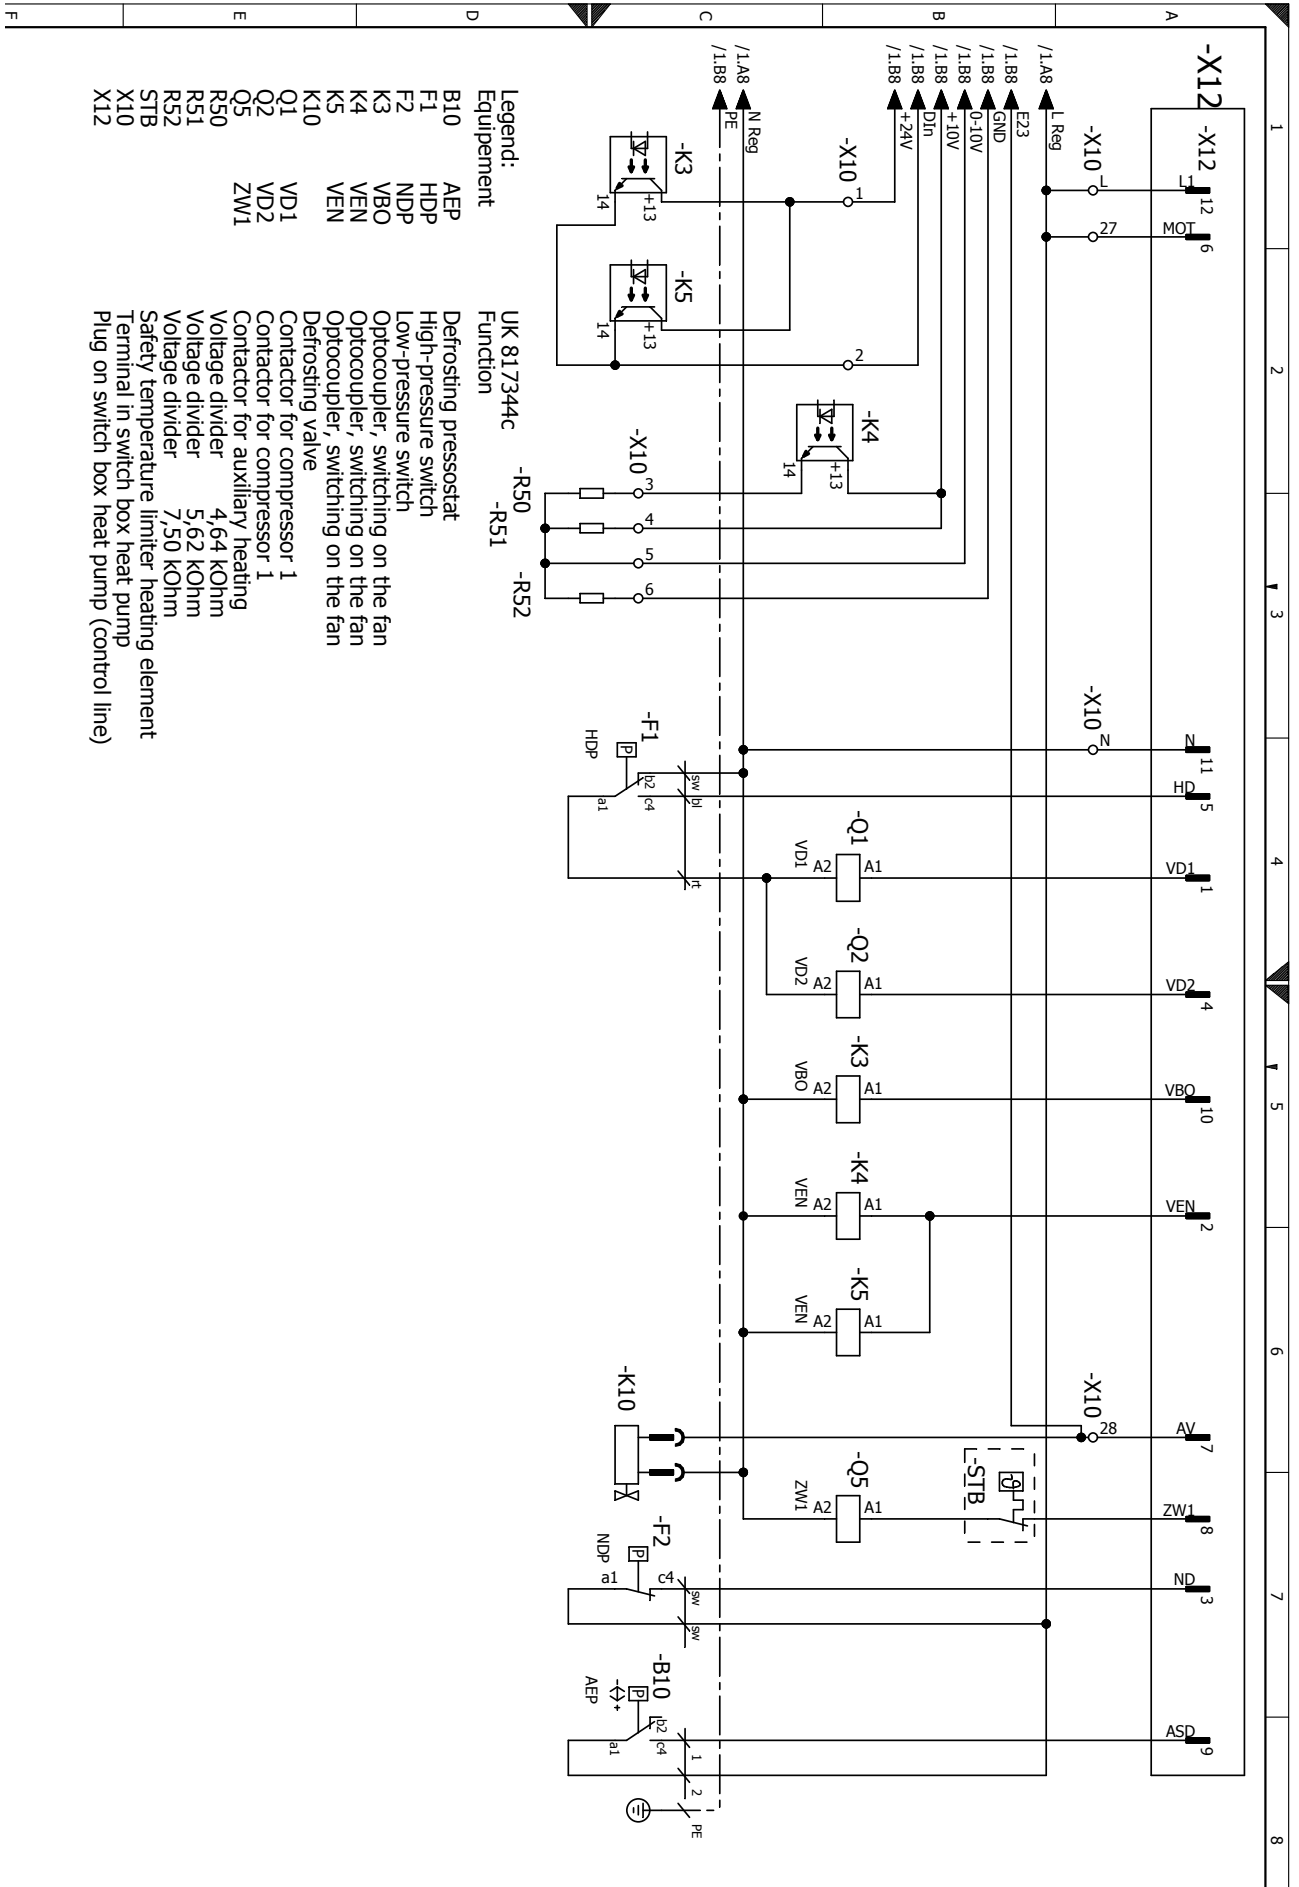 1
2
3
4
5
6
7
8
A
B
C
D
E
F
-X12
-X12
L1
12
MOT
6
N
11
HD
5
VD1
1
VD2
4
VBO
10
VEN
2
AV
7
ZW1
8
ND
3
ASD
9
-X10
L
27
-X10
N
-X10
28
/1.A8
L Reg
/1.B8
E23
/1.B8
GND
/1.B8
0-10V
/1.B8
+10V
/1.B8
DIn
/1.B8
+24V
/1.A8
N Reg
/1.B8
PE
-X10
1
2
-K3
+13
14
-K5
+13
14
-K4
+13
14
-X10
3
4
5
6
-R50
-R51
-R52
-F1
P
HDP
b2
c4
a1
sw
bl
rt
-Q1
A1
A2
VD1
-Q2
A1
A2
VD2
-K3
A1
A2
VBO
-K4
A1
A2
VEN
-K5
A1
A2
VEN
-K10
-STB
-Q5
A1
A2
ZW1
-F2
P
NDP
a1
c4
sw
sw
-B10
P
- +
AEP
b2
c4
a1
1
2
PE
Legend: UK 817344c
Equipement Function
B10 AEP Defrosting pressostat
F1 HDP High-pressure switch
F2 NDP Low-pressure switch
K3 VBO Optocoupler, switching on the fan
K4 VEN Optocoupler, switching on the fan
K5 VEN Optocoupler, switching on the fan
K10 Defrosting valve
Q1 VD1 Contactor for compressor 1
Q2 VD2 Contactor for compressor 1
Q5 ZW1 Contactor for auxiliary heating
R50 Voltage divider 4,64 kOhm
R51 Voltage divider 5,62 kOhm
R52 Voltage divider 7,50 kOhm
STB Safety temperature limiter heating element
X10 Terminal in switch box heat pump
X12 Plug on switch box heat pump (control line)